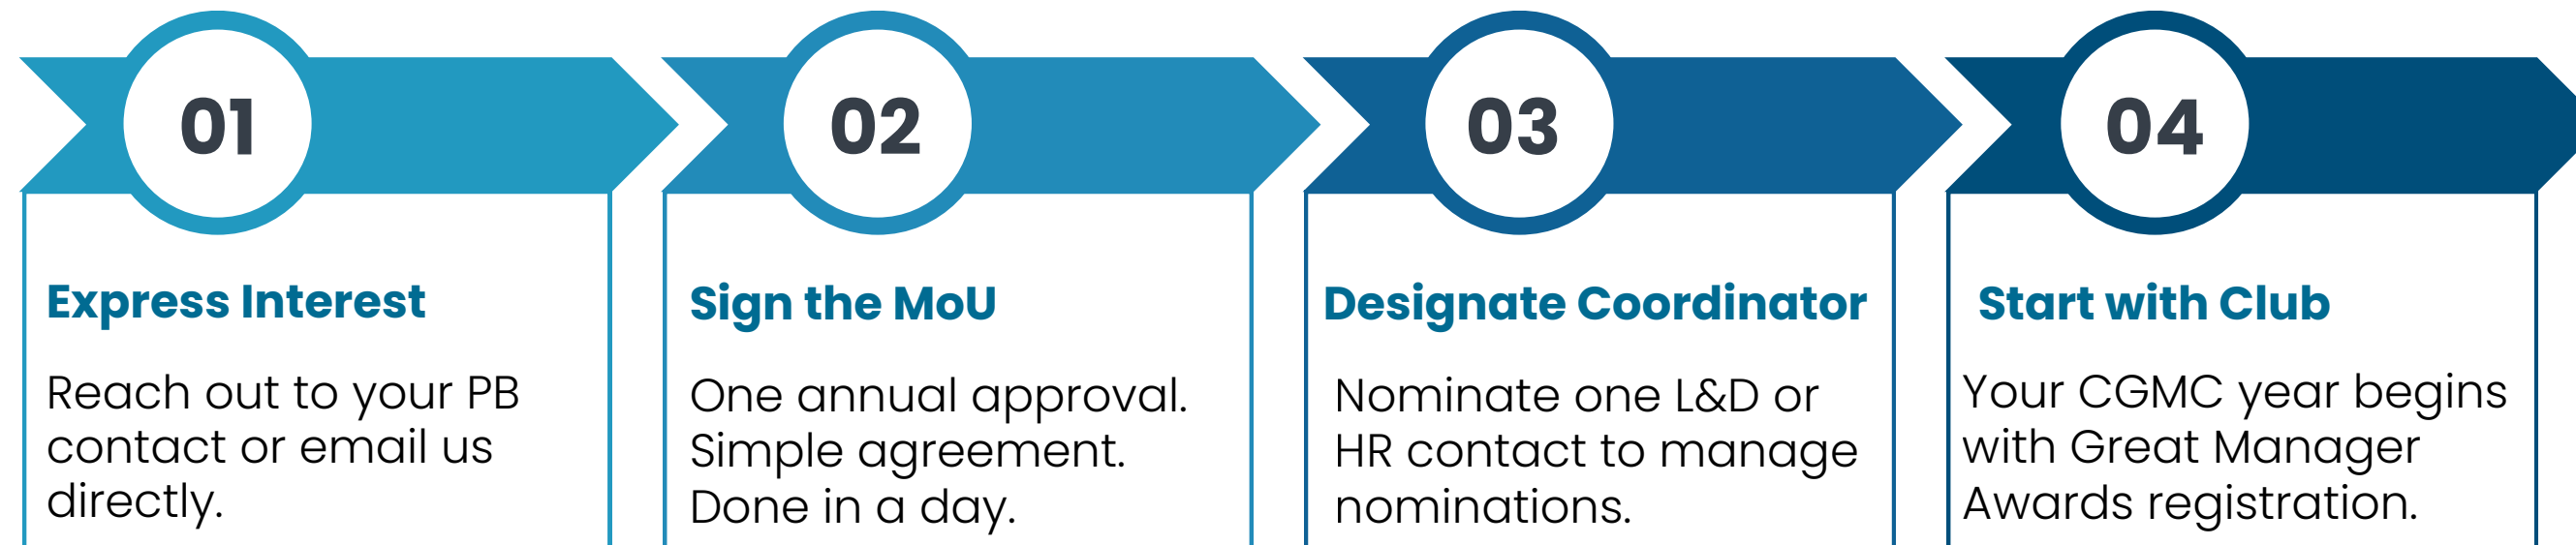 01
Express Interest
Reach out to your PB
contact or email us
directly.
02
Sign the MoU
One annual approval.
Simple agreement.
Done in a day.
03
Designate Coordinator
Nominate one L&D or
HR contact to manage
nominations.
04
Start with Club
Your CGMC year begins
with Great Manager
Awards registration.